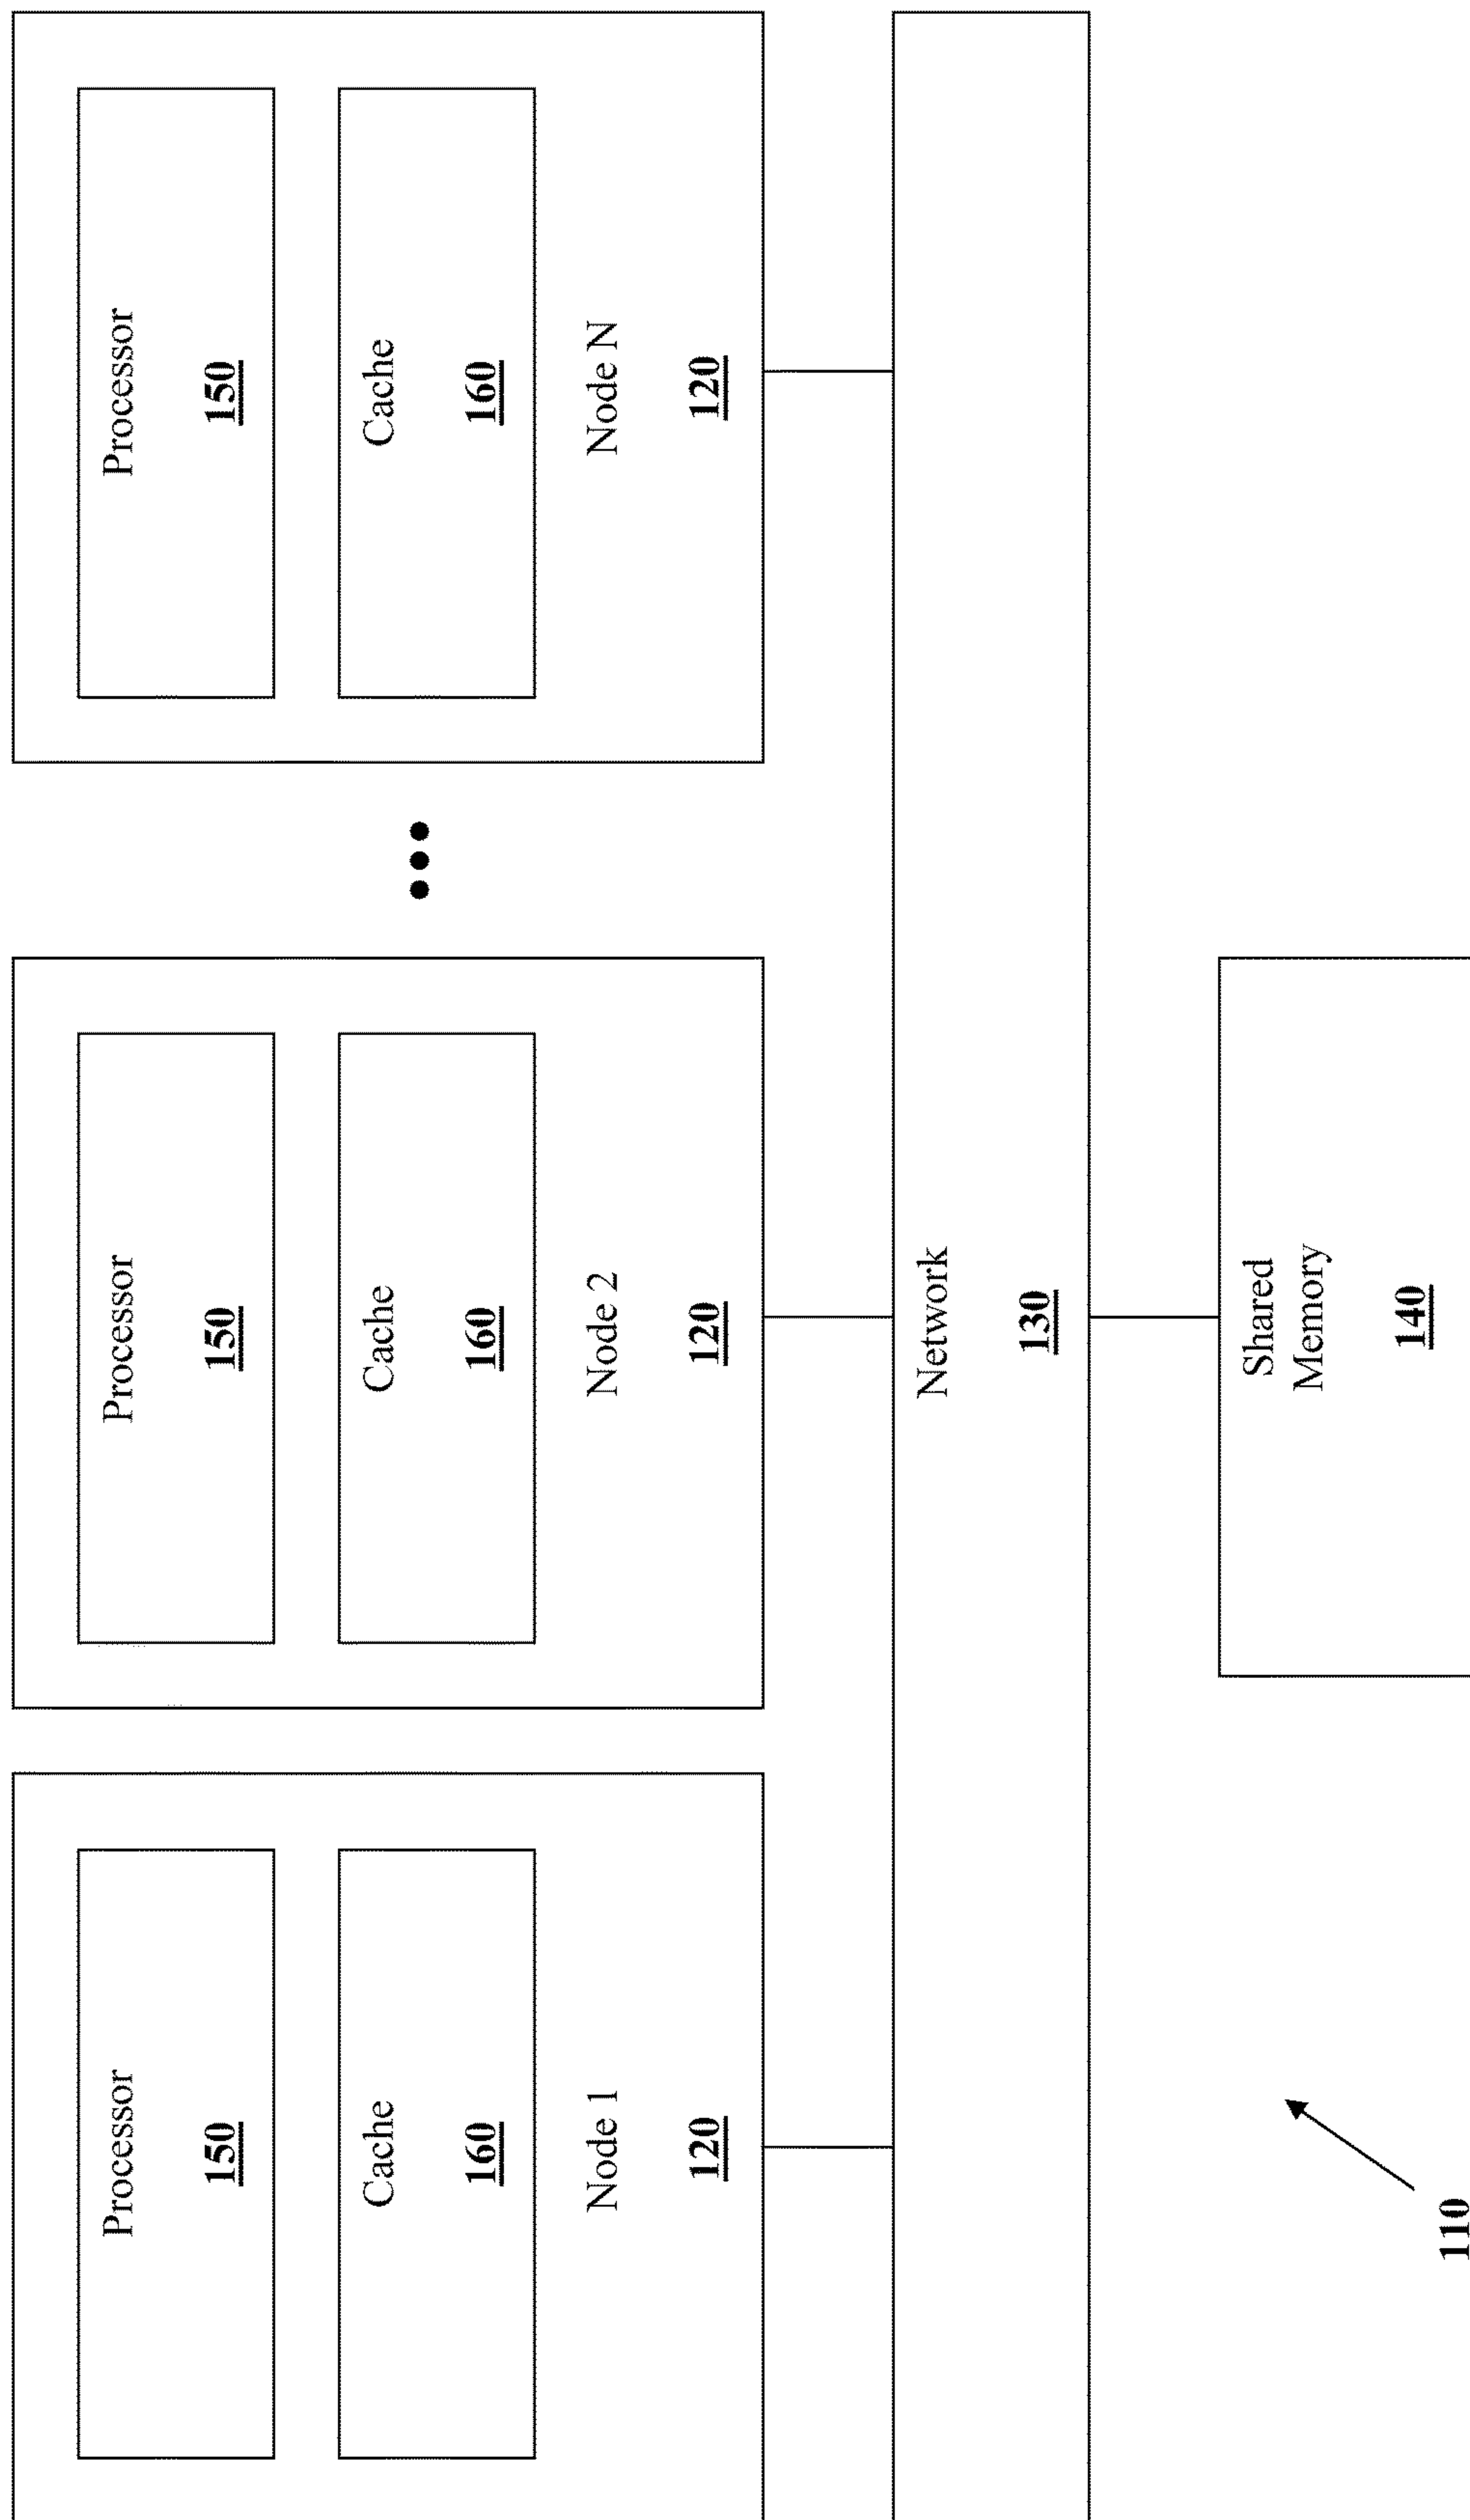 Processor
150
Cache
160
Node 1
120
Processor
150
Cache
160
Node 2
120
Processor
150
Cache
160
Node N
120
Network
130
Shared
Memory
140
110